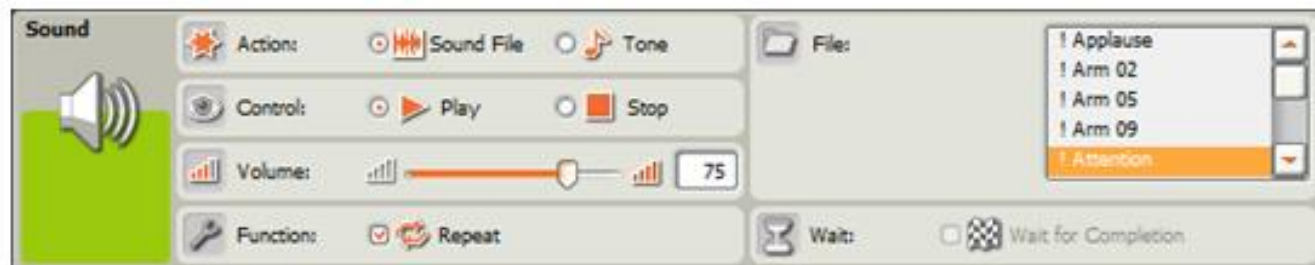 Sound
Action: Sound File Tone
Control: Play Stop
Volume: 75
Function: Repeat
File:
! Applause
! Arm 02
! Arm 05
! Arm 09
! Attention
Wait: Wait for Completion